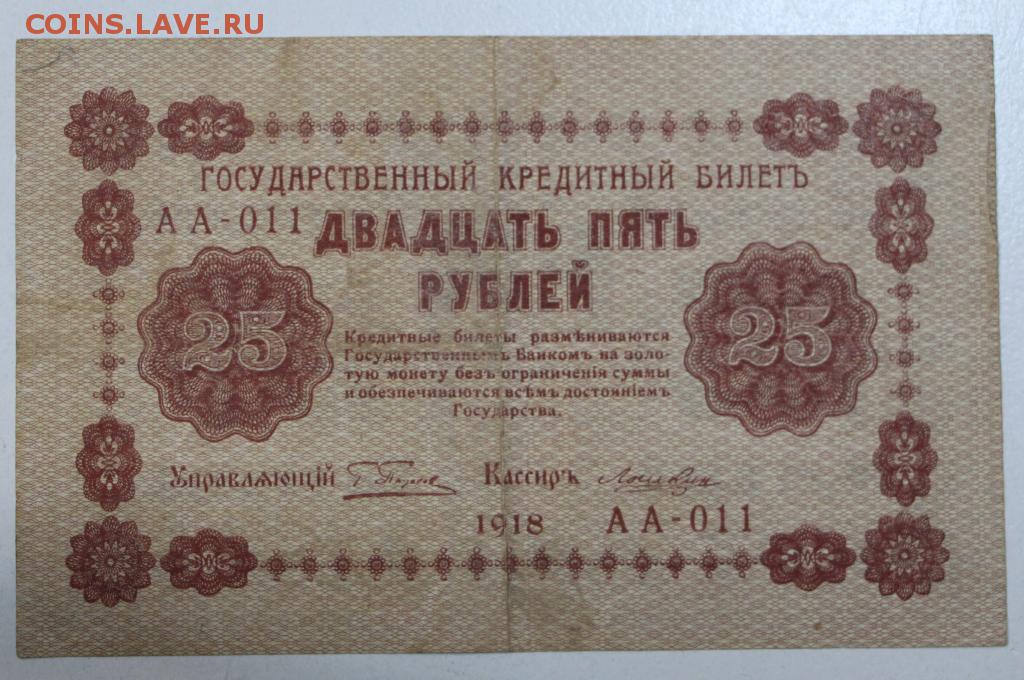 COINS.LAVE.RU
ГОСУДАРСТВЕННЫЙ КРЕДИТНЫЙ БИЛЕТЪ
АА-011
ДВАДЦАТЬ ПЯТЬ
РУБЛЕЙ
25
25
Кредитные билеты размѣниваются
Государственнымъ Банкомъ на золо-
тую монету безъ ограниченія суммы
и обезпечиваются всѣмъ достояніемъ
Государства.
Управляющій
Кассиръ
1918 АА-011